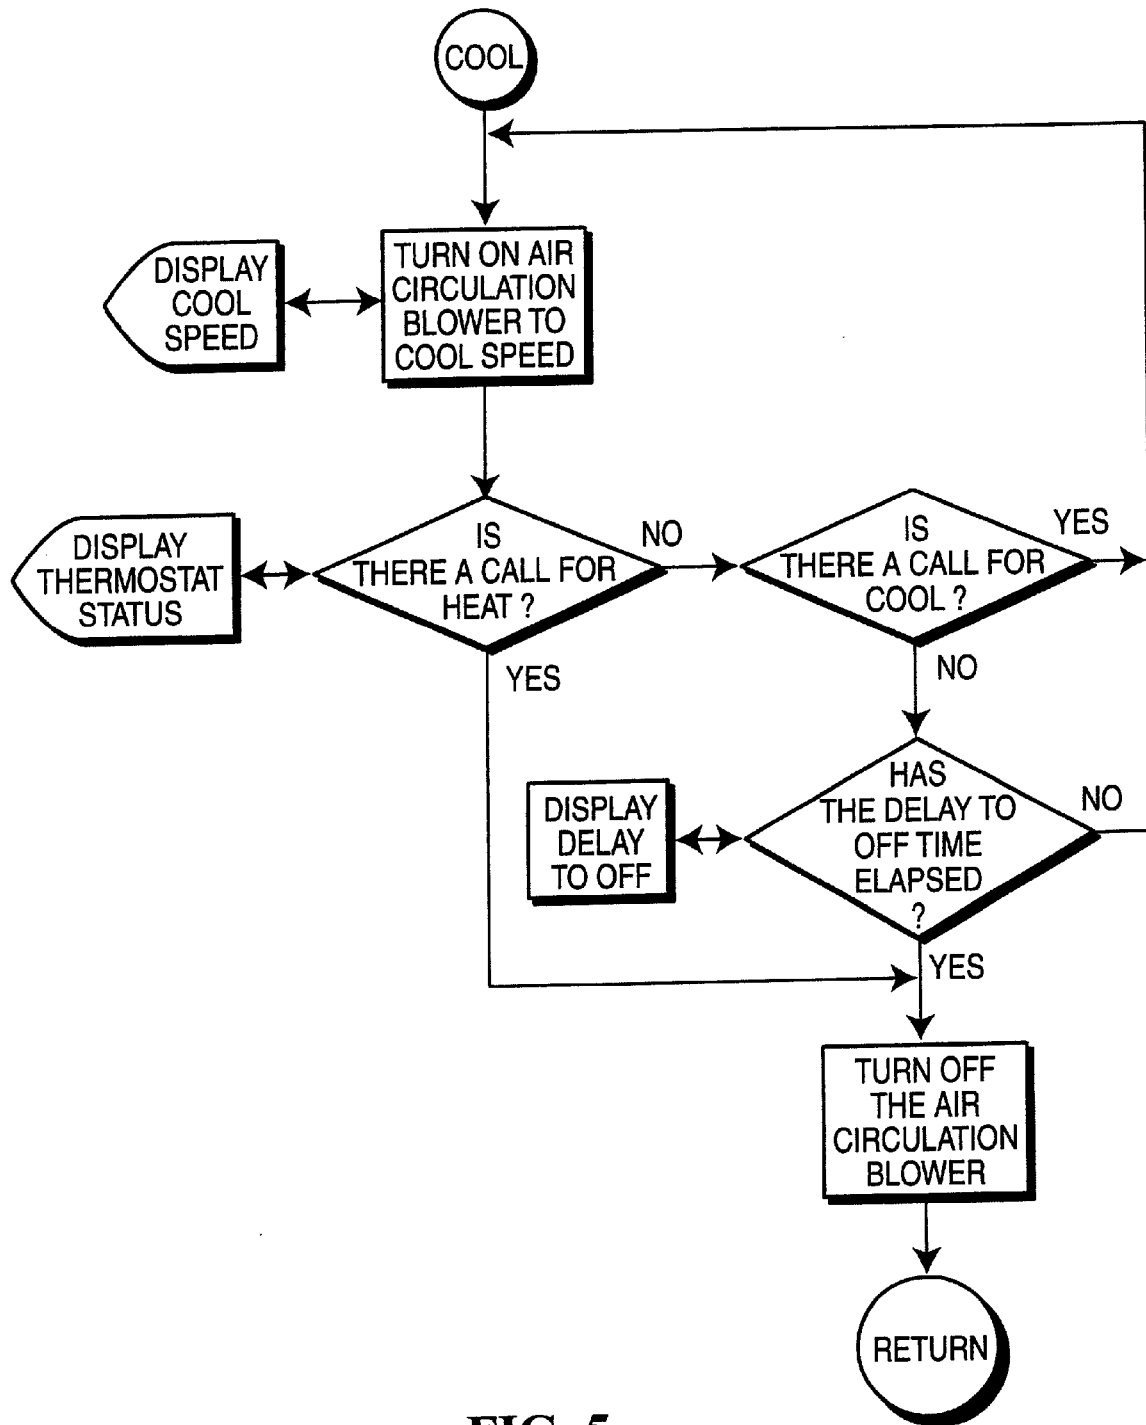 COOL
TURN ON AIR
CIRCULATION
BLOWER TO
COOL SPEED
DISPLAY
COOL
SPEED
IS
THERE A CALL FOR
HEAT ?
NO
YES
DISPLAY
THERMOSTAT
STATUS
IS
THERE A CALL FOR
COOL ?
YES
NO
HAS
THE DELAY TO
OFF TIME
ELAPSED
?
NO
YES
DISPLAY
DELAY
TO OFF
TURN OFF
THE AIR
CIRCULATION
BLOWER
RETURN
FIG. 5